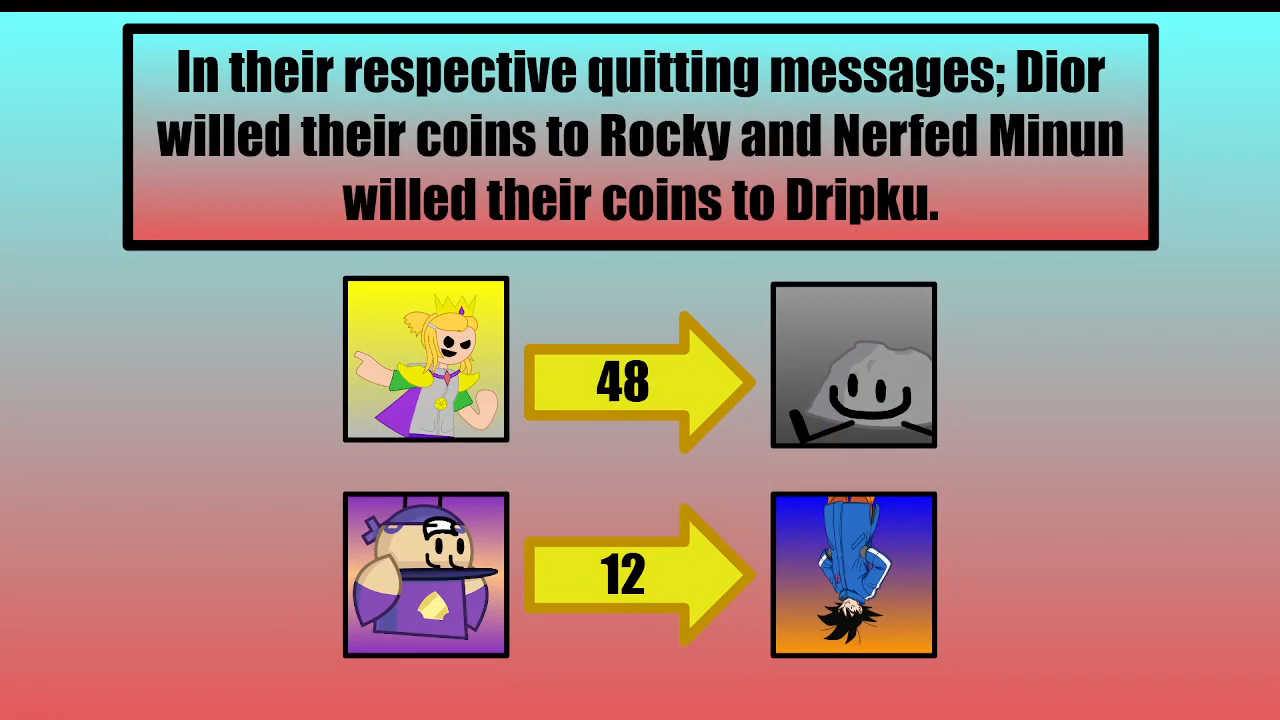 In their respective quitting messages; Dior
willed their coins to Rocky and Nerfed Minun
willed their coins to Dripku.
48
12